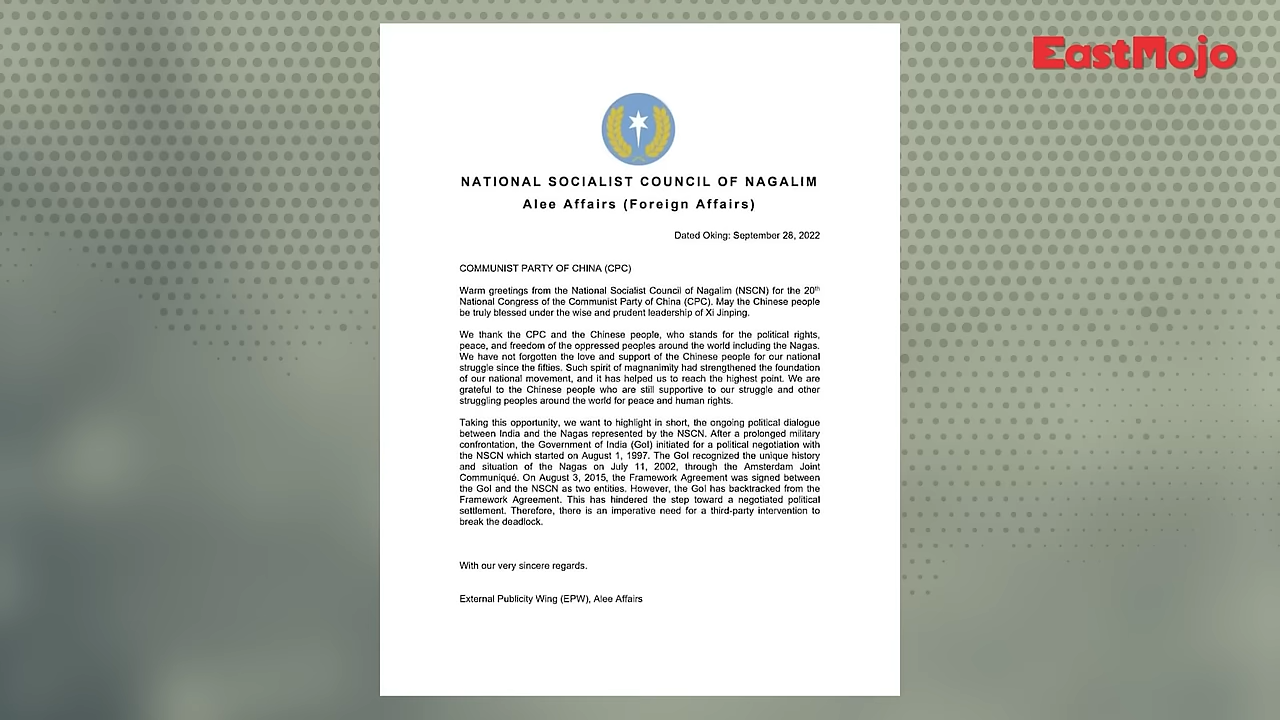 EastMojo
NATIONAL SOCIALIST COUNCIL OF NAGALIM
Alee Affairs (Foreign Affairs)
Dated Oking: September 28, 2022
COMMUNIST PARTY OF CHINA (CPC)
Warm greetings from the National Socialist Council of Nagalim (NSCN) for the 20th
National Congress of the Communist Party of China (CPC). May the Chinese people
be truly blessed under the wise and prudent leadership of Xi Jinping.
We thank the CPC and the Chinese people, who stands for the political rights,
peace, and freedom of the oppressed peoples around the world including the Nagas.
We have not forgotten the love and support of the Chinese people for our national
struggle since the fifties. Such spirit of magnanimity had strengthened the foundation
of our national movement, and it has helped us to reach the highest point. We are
grateful to the Chinese people who are still supportive to our struggle and other
struggling peoples around the world for peace and human rights.
Taking this opportunity, we want to highlight in short, the ongoing political dialogue
between India and the Nagas represented by the NSCN. After a prolonged military
confrontation, the Government of India (GoI) initiated for a political negotiation with
the NSCN which started on August 1, 1997. The GoI recognized the unique history
and situation of the Nagas on July 11, 2002, through the Amsterdam Joint
Communiqué. On August 3, 2015, the Framework Agreement was signed between
the GoI and the NSCN as two entities. However, the GoI has backtracked from the
Framework Agreement. This has hindered the step toward a negotiated political
settlement. Therefore, there is an imperative need for a third-party intervention to
break the deadlock.
With our very sincere regards.
External Publicity Wing (EPW), Alee Affairs